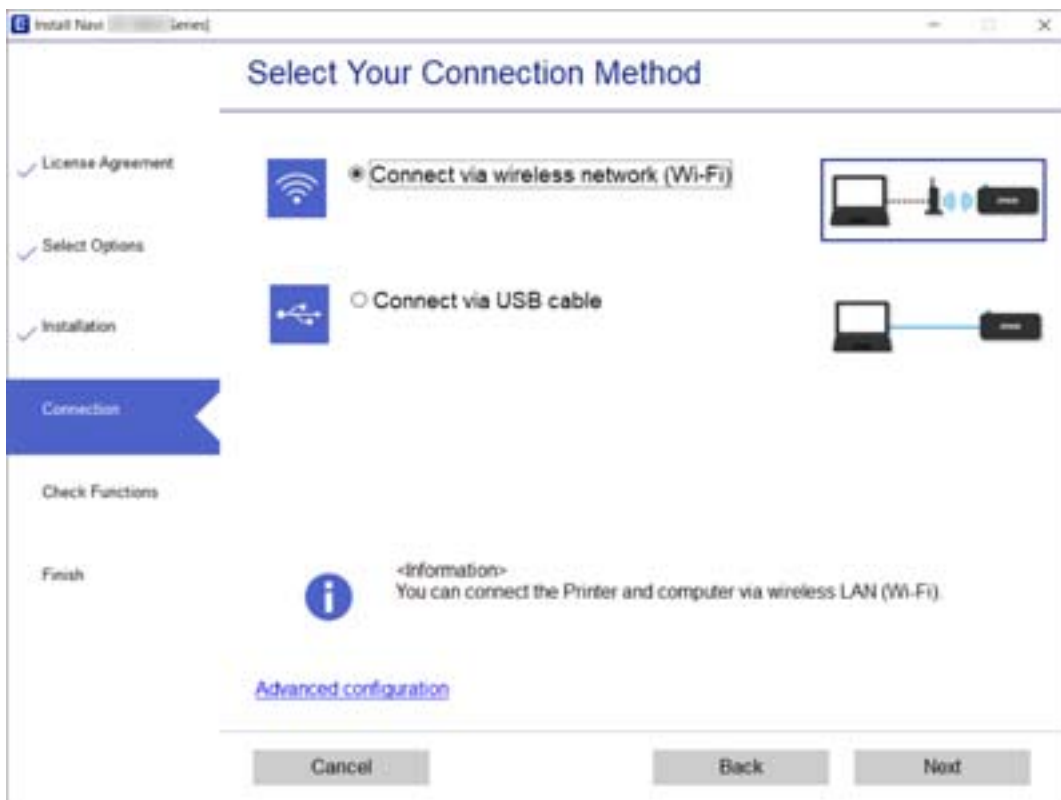 Install Navi Series]
Select Your Connection Method
License Agreement
Select Options
Installation
Connection
Check Functions
Finish
Connect via wireless network (Wi-Fi)
Connect via USB cable
<Information>
You can connect the Printer and computer via wireless LAN (Wi-Fi).
Advanced configuration
Cancel
Back
Next